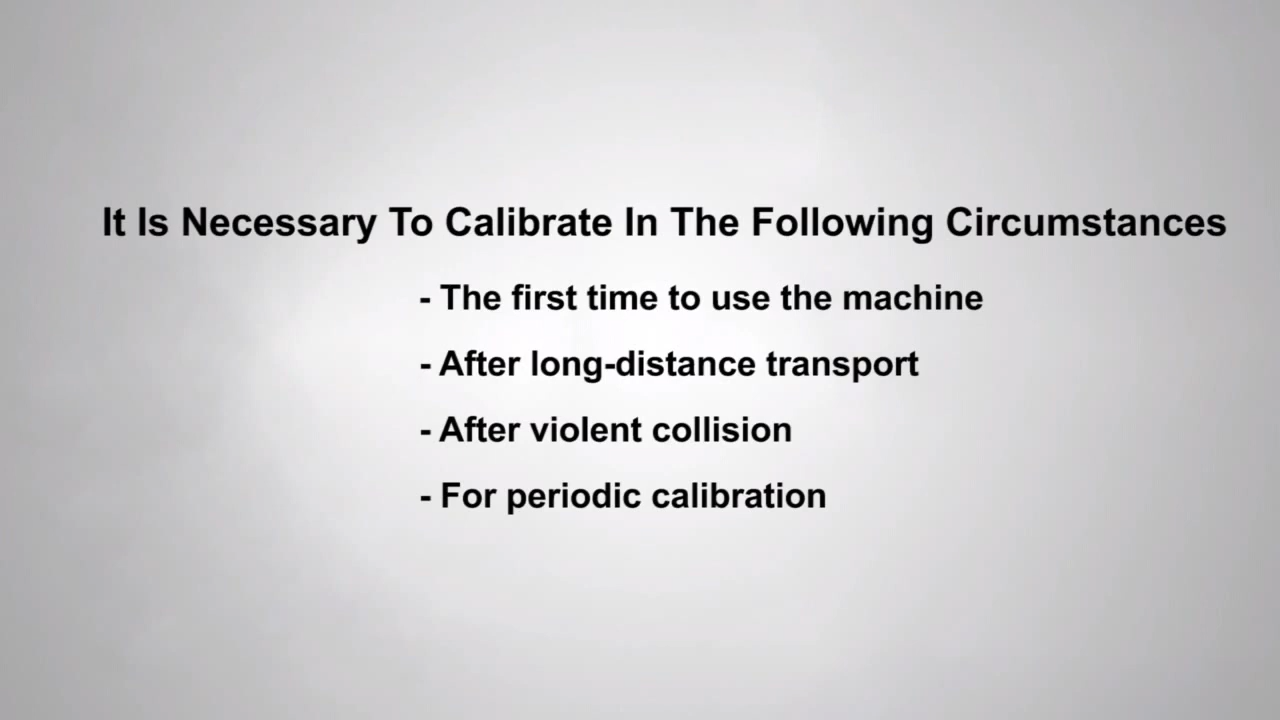 It Is Necessary To Calibrate In The Following Circumstances
- The first time to use the machine
- After long-distance transport
- After violent collision
- For periodic calibration